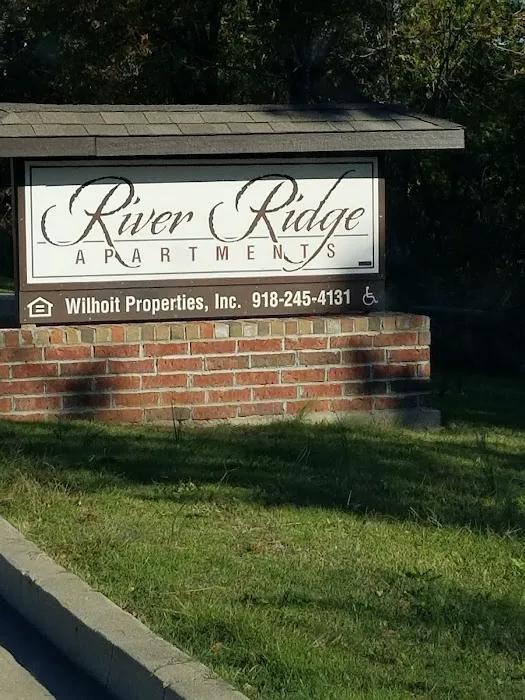 River Ridge
APARTMENTS
Wilhoit Properties, Inc. 918-245-4131